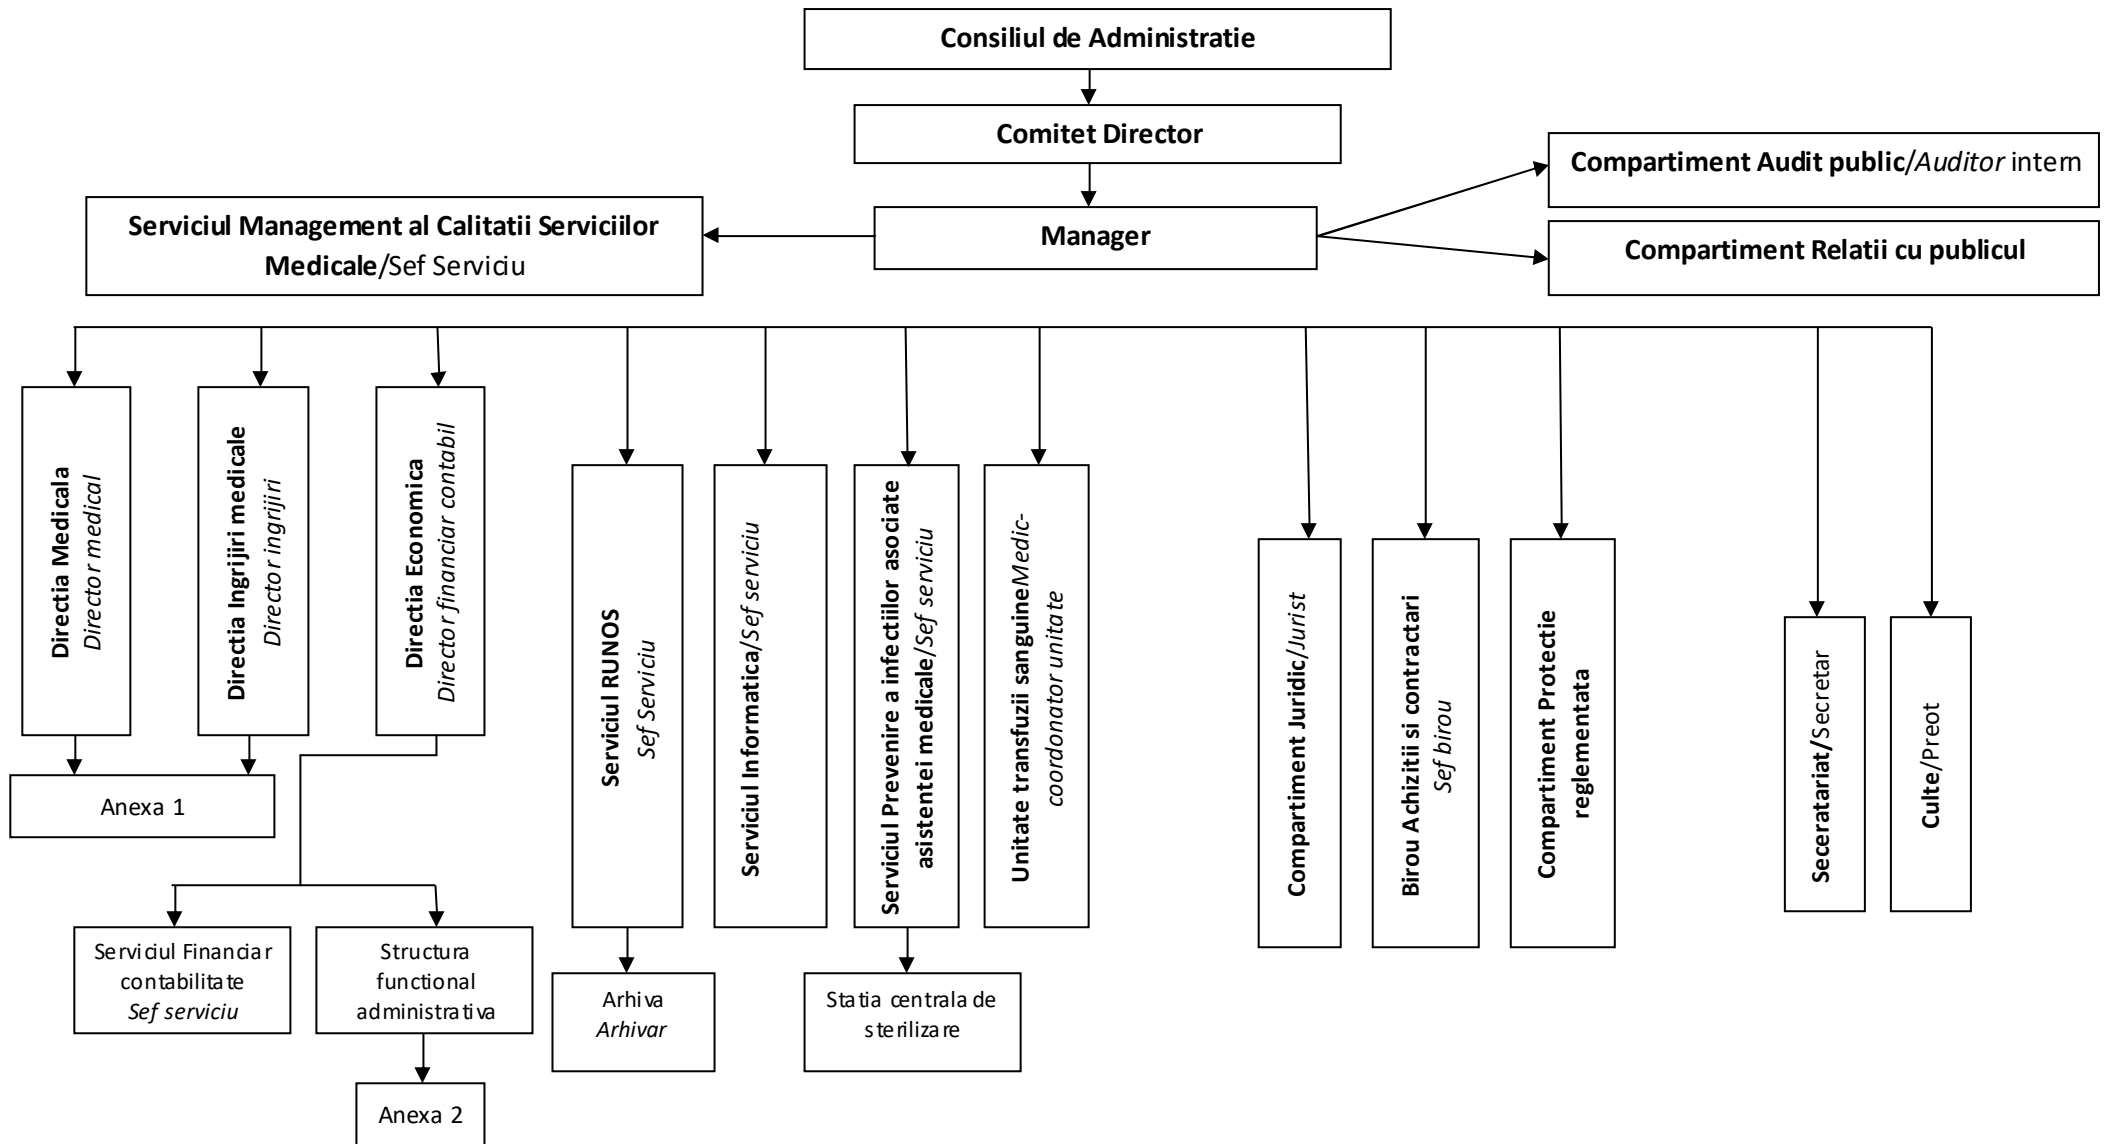 Consiliul de Administratie
Comitet Director
Compartiment Audit public/Auditor intern
Serviciul Management al Calitatii Serviciilor
Medicale/Sef Serviciu
Manager
Compartiment Relatii cu publicul
Directia Medicala
Director medical
Directia Ingrijiri medicale
Director ingrijiri
Directia Economica
Director financiar contabil
Serviciul RUNOS
Sef Serviciu
Serviciul Informatica/Sef serviciu
Serviciul Prevenire a infectiilor asociate
asistentei medicale/Sef serviciu
Unitate transfuzii sanguineMedic-
coordonator unitate
Compartiment Juridic/Jurist
Birou Achizitii si contractari
Sef birou
Compartiment Protectie
reglementata
Seceratariat/Secretar
Culte/Preot
Anexa 1
Serviciul Financiar
contabilitate
Sef serviciu
Structura
functional
administrativa
Arhiva
Arhivar
Statia centrala de
sterilizare
Anexa 2